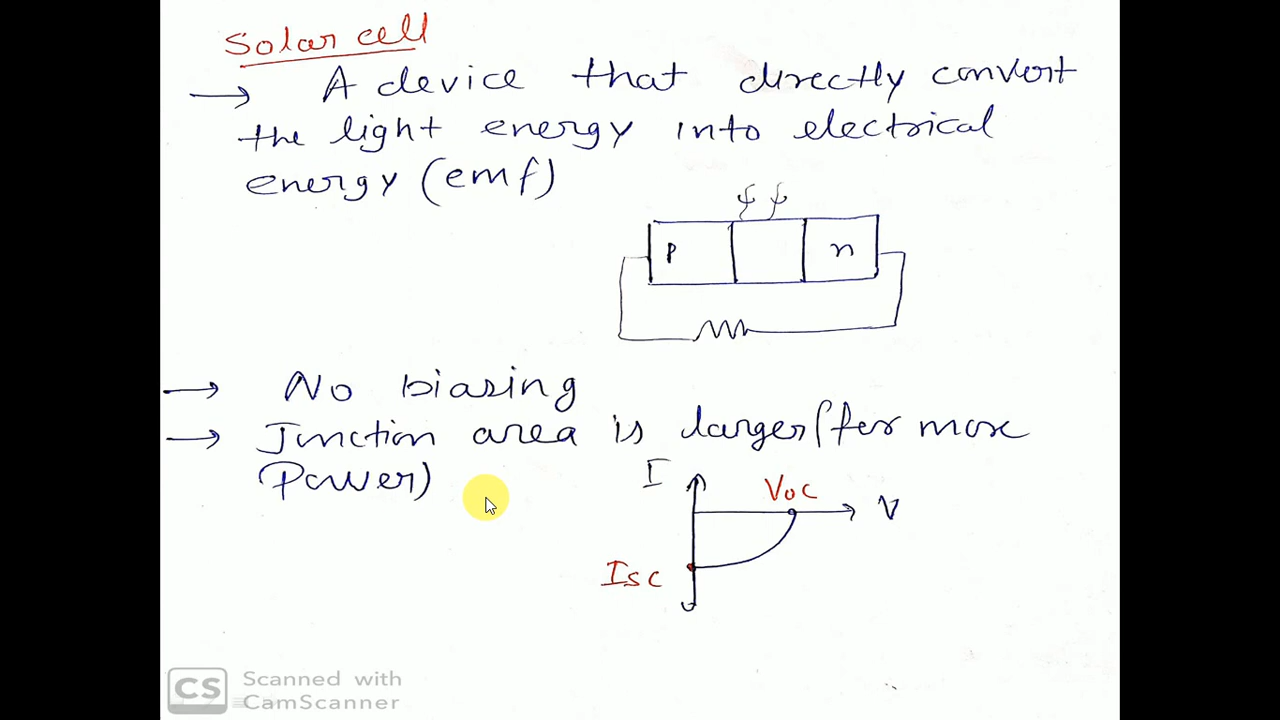 Solar cell
→ A device that directly convert
the light energy into electrical
energy (emf)
p n
→ No biasing
→ Junction area is larger (for more
Power)
I
Voc
V
Isc
CS Scanned with
CamScanner